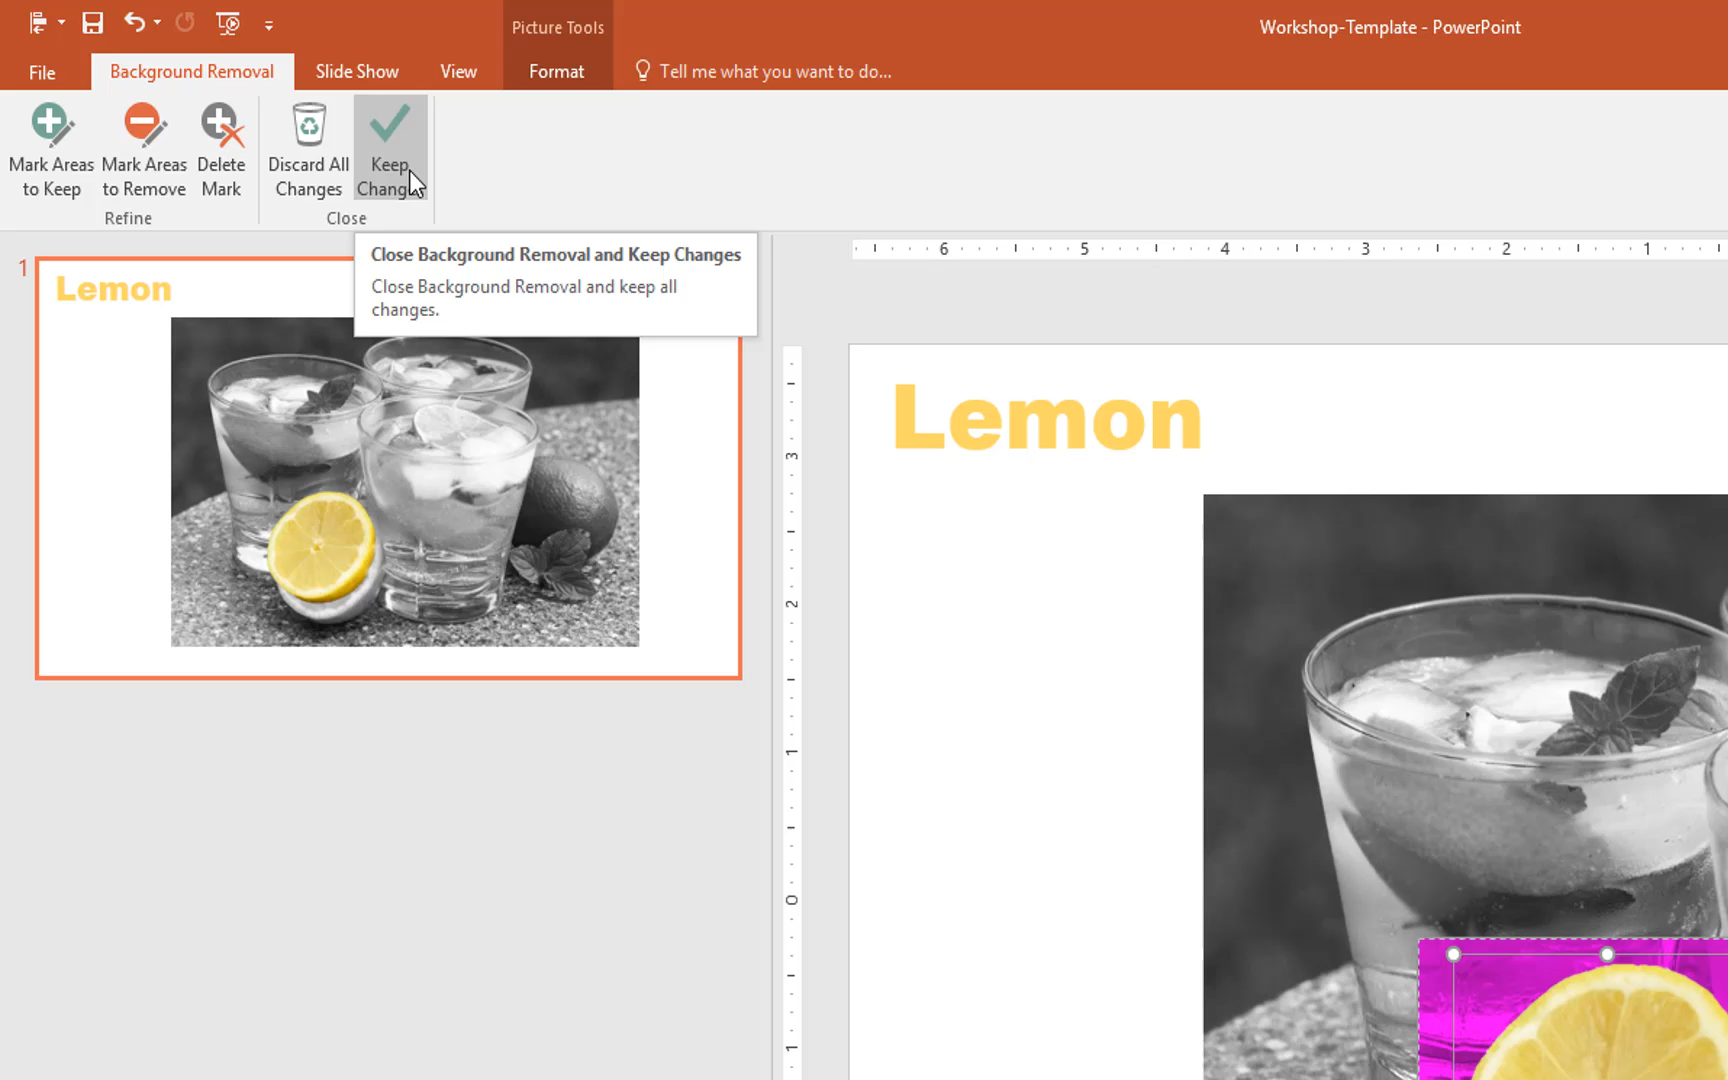 Picture Tools
Workshop-Template - PowerPoint
File
Background Removal
Slide Show
View
Format
Tell me what you want to do...
Mark Areas
to Keep
Mark Areas
to Remove
Delete
Mark
Discard All
Changes
Keep
Changes
Refine
Close
Close Background Removal and Keep Changes
Close Background Removal and keep all
changes.
6 5 4 3 2 1
1
Lemon
Lemon
3
2
1
0
1